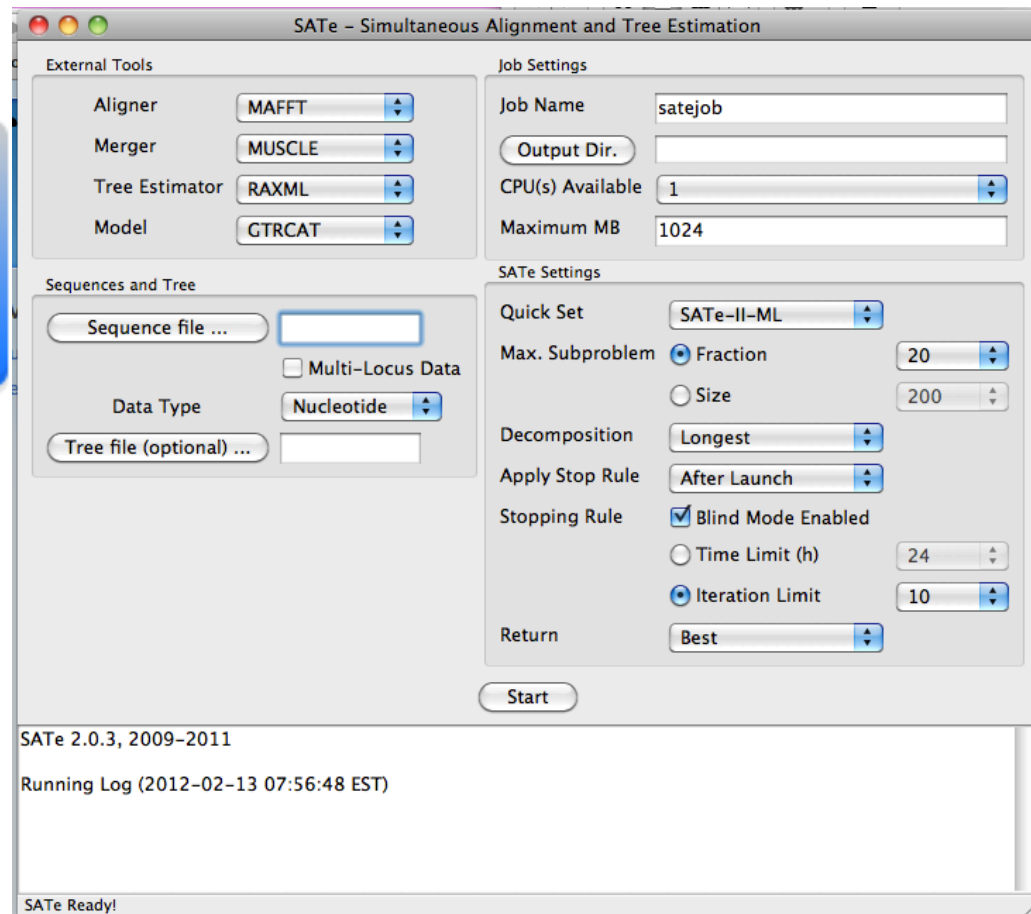 SATe - Simultaneous Alignment and Tree Estimation
External Tools
Aligner MAFFT
Merger MUSCLE
Tree Estimator RAXML
Model GTRCAT
Sequences and Tree
Sequence file ...
Multi-Locus Data
Data Type Nucleotide
Tree file (optional) ...
Job Settings
Job Name satejob
Output Dir.
CPU(s) Available 1
Maximum MB 1024
SATe Settings
Quick Set SATe-II-ML
Max. Subproblem Fraction 20
Size 200
Decomposition Longest
Apply Stop Rule After Launch
Stopping Rule Blind Mode Enabled
Time Limit (h) 24
Iteration Limit 10
Return Best
Start
SATe 2.0.3, 2009-2011
Running Log (2012-02-13 07:56:48 EST)
SATe Ready!